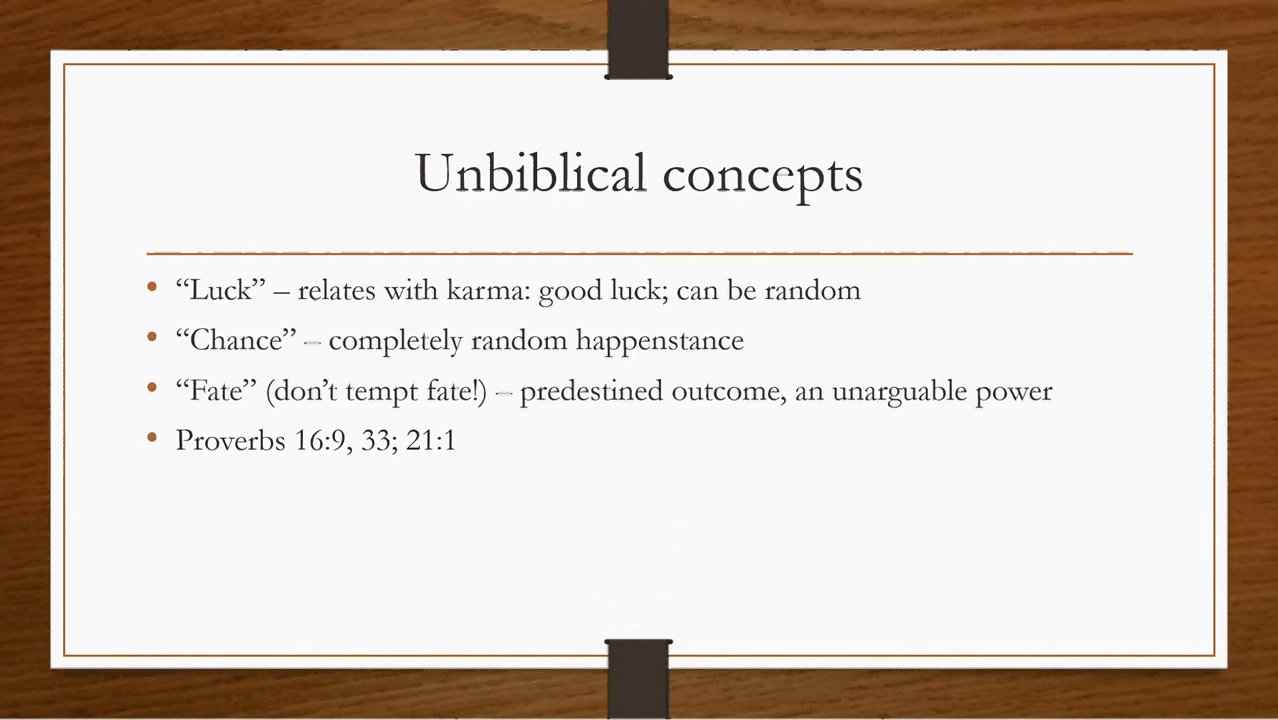 Unbiblical concepts
• “Luck” – relates with karma: good luck; can be random
• “Chance” – completely random happenstance
• “Fate” (don’t tempt fate!) – predestined outcome, an unarguable power
• Proverbs 16:9, 33; 21:1